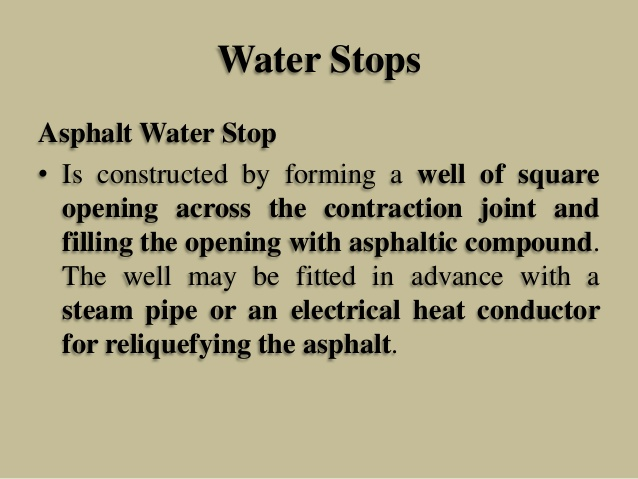 Water Stops
Asphalt Water Stop
• Is constructed by forming a well of square
opening across the contraction joint and
filling the opening with asphaltic compound.
The well may be fitted in advance with a
steam pipe or an electrical heat conductor
for reliquefying the asphalt.